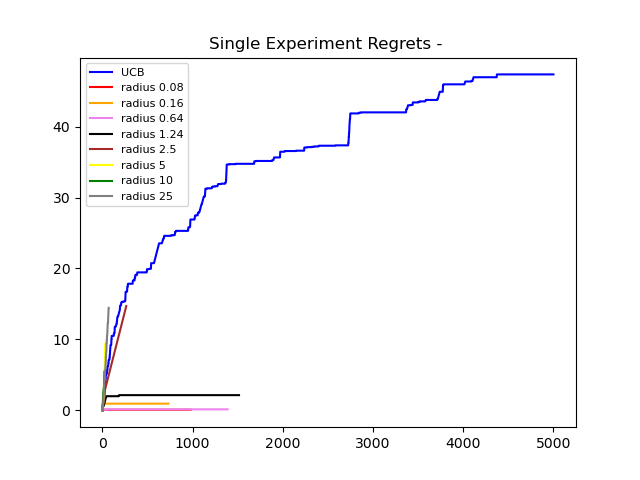 Single Experiment Regrets -
UCB
radius 0.08
radius 0.16
radius 0.64
radius 1.24
radius 2.5
radius 5
radius 10
radius 25
40
30
20
10
0
0 1000 2000 3000 4000 5000